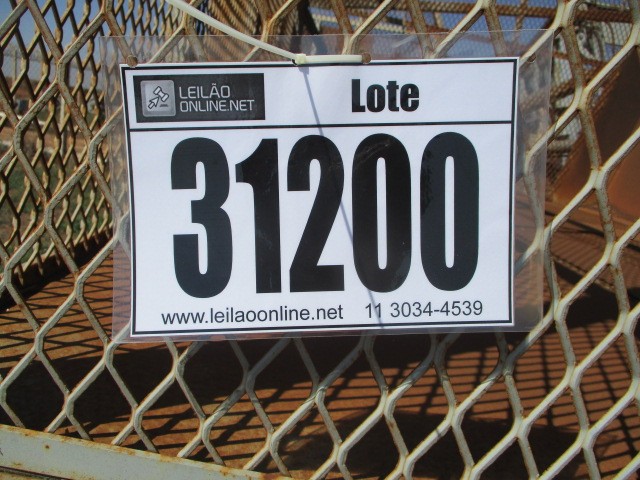 LEILÃO
ONLINE.NET
Lote
31200
www.leilaoonline.net 11 3034-4539